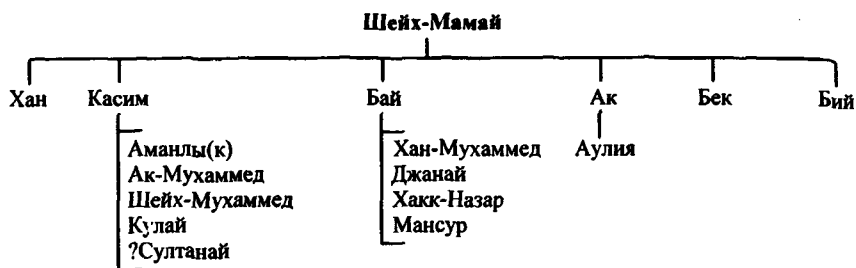 Шейх-Мамай
Хан Касим Бай Ак Бек Бий
Аманлы(к) Хан-Мухаммед Аулия
Ак-Мухаммед Джанай
Шейх-Мухаммед Хакк-Назар
Кулай Мансур
?Султанай